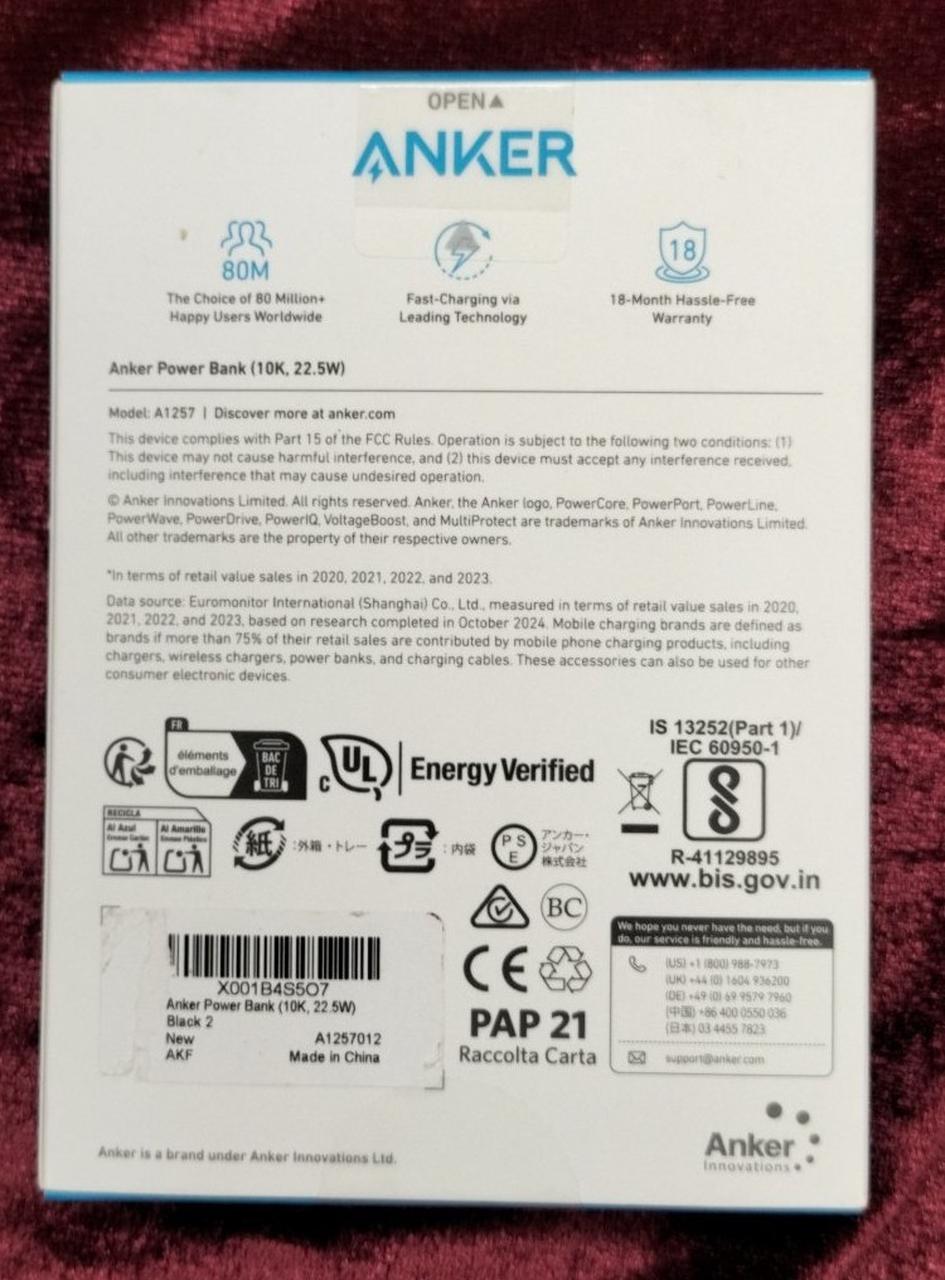 OPEN▲
ANKER
80M
The Choice of 80 Million+
Happy Users Worldwide
Fast-Charging via
Leading Technology
18
18-Month Hassle-Free
Warranty
Anker Power Bank (10K, 22.5W)
Model: A1257 | Discover more at anker.com
This device complies with Part 15 of the FCC Rules. Operation is subject to the following two conditions: (1)
This device may not cause harmful interference, and (2) this device must accept any interference received,
including interference that may cause undesired operation.
© Anker Innovations Limited. All rights reserved. Anker, the Anker logo, PowerCore, PowerPort, PowerLine,
PowerWave, PowerDrive, PowerIQ, VoltageBoost, and MultiProtect are trademarks of Anker Innovations Limited.
All other trademarks are the property of their respective owners.
*In terms of retail value sales in 2020, 2021, 2022, and 2023.
Data source: Euromonitor International (Shanghai) Co., Ltd., measured in terms of retail value sales in 2020,
2021, 2022, and 2023, based on research completed in October 2024. Mobile charging brands are defined as
brands if more than 75% of their retail sales are contributed by mobile phone charging products, including
chargers, wireless chargers, power banks, and charging cables. These accessories can also be used for other
consumer electronic devices.
FR
éléments
d'emballage
BAC
DE
TRI
C UL Energy Verified
IS 13252(Part 1)/
IEC 60950-1
R-41129895
www.bis.gov.in
RECICLA
Al Azul
Envase Cartón
Al Amarillo
Envase Plástico
紙 :外箱・トレー
プラ :内袋
P S
E
アンカー・
ジャパン
株式会社
BC
CE
PAP 21
Raccolta Carta
X001B4S5O7
Anker Power Bank (10K, 22.5W)
Black 2
New A1257012
AKF Made in China
We hope you never have the need, but if you
do, our service is friendly and hassle-free.
(US) +1 (800) 988-7973
(UK) +44 (0) 1604 936200
(DE) +49 (0) 69 9579 7960
(中国) +86 400 0550 036
(日本) 03 4455 7823
support@anker.com
Anker is a brand under Anker Innovations Ltd.
Anker
Innovations